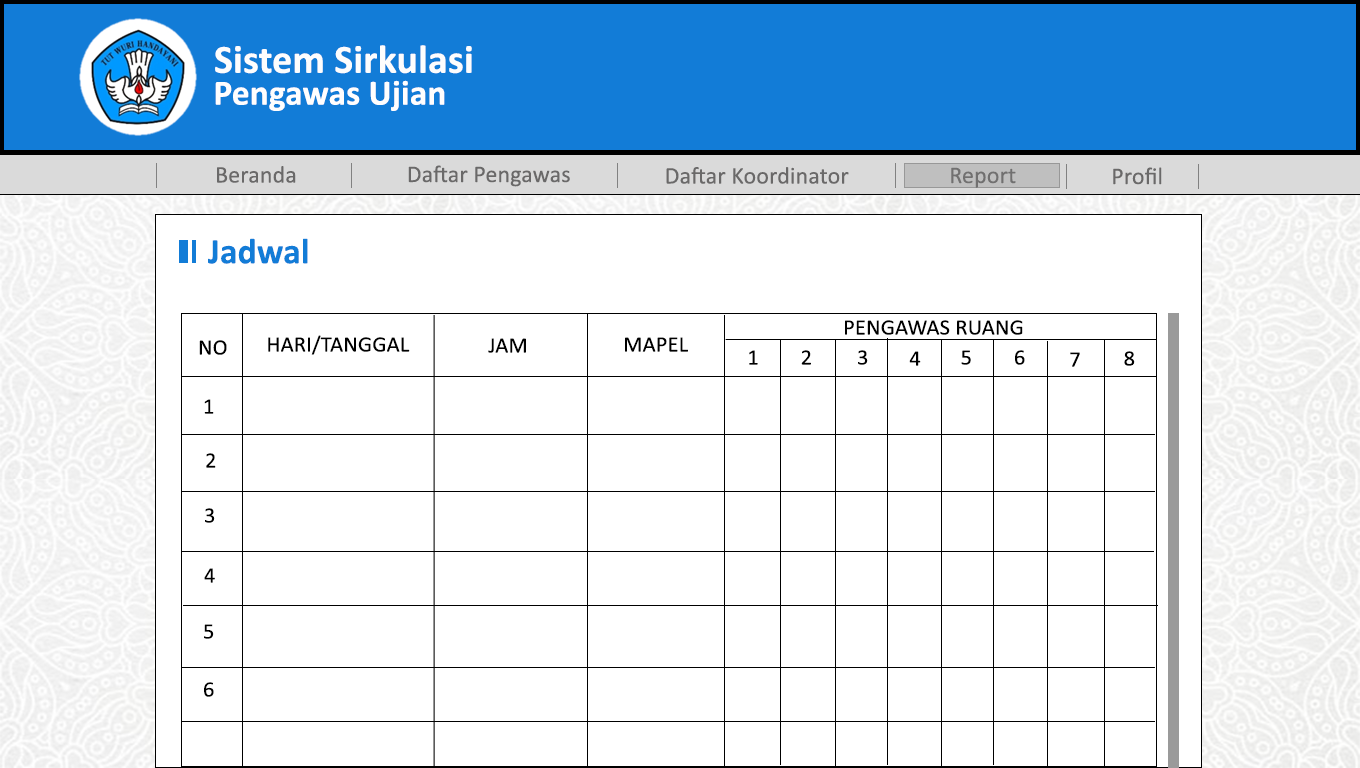 TUT WURI HANDAYANI
Sistem Sirkulasi
Pengawas Ujian
Beranda
Daftar Pengawas
Daftar Koordinator
Report
Profil
Jadwal
NO
HARI/TANGGAL
JAM
MAPEL
PENGAWAS RUANG
1 2 3 4 5 6 7 8
1
2
3
4
5
6